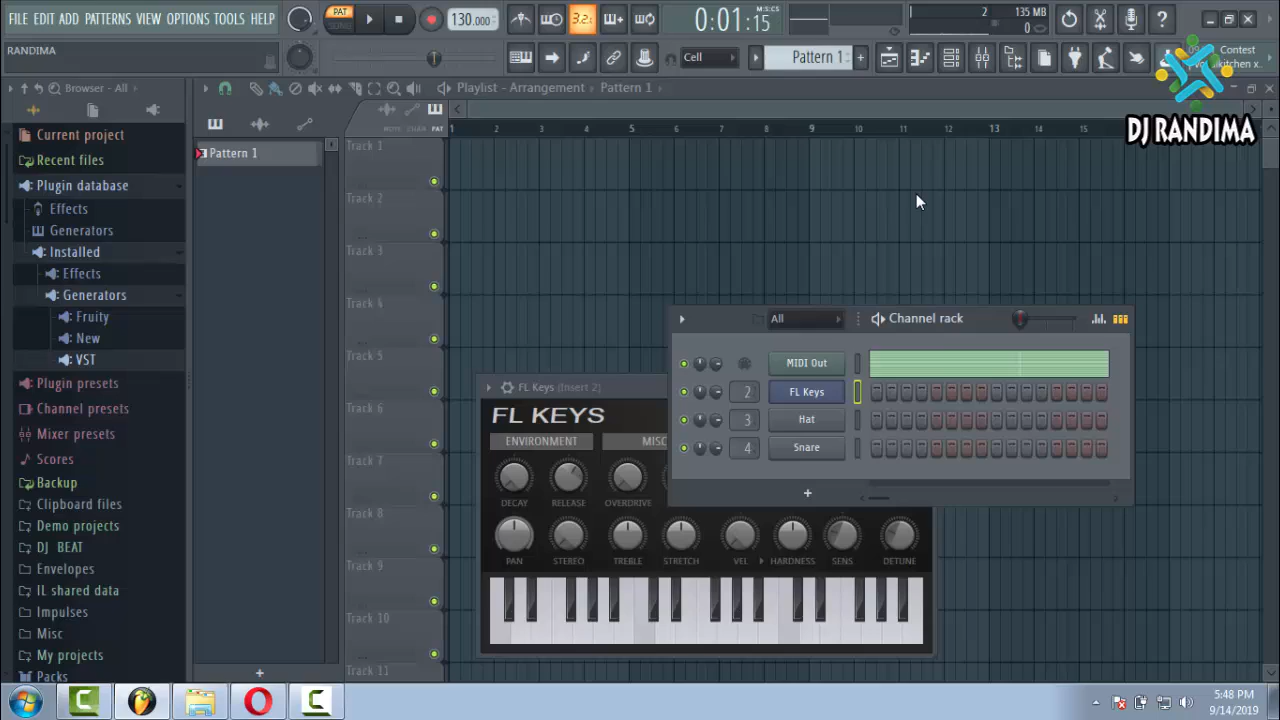 FILE EDIT ADD PATTERNS VIEW OPTIONS TOOLS HELP
PAT
SONG
130.000
3.2
0:01:15
M:S:CS
2
135 MB
0
RANDIMA
Cell
Pattern 1
+
Contest
DJ RANDIMA
Browser - All
Playlist - Arrangement
Pattern 1
PAT
1 2 3 4 5 6 7 8 9 10 11 12 13 14 15
Current project
Recent files
Plugin database
Effects
Generators
Installed
Effects
Generators
Fruity
New
VST
Plugin presets
Channel presets
Mixer presets
Scores
Backup
Clipboard files
Demo projects
DJ BEAT
Envelopes
IL shared data
Impulses
Misc
My projects
Packs
Pattern 1
+
Track 1
Track 2
Track 3
Track 4
Track 5
Track 6
Track 7
Track 8
Track 9
Track 10
Track 11
All
Channel rack
MIDI Out
2 FL Keys
3 Hat
4 Snare
+
FL Keys (Insert 2)
FL KEYS
ENVIRONMENT
MISC
DECAY RELEASE OVERDRIVE
PAN STEREO TREBLE STRETCH VEL HARDNESS SENS DETUNE
5:48 PM
9/14/2019